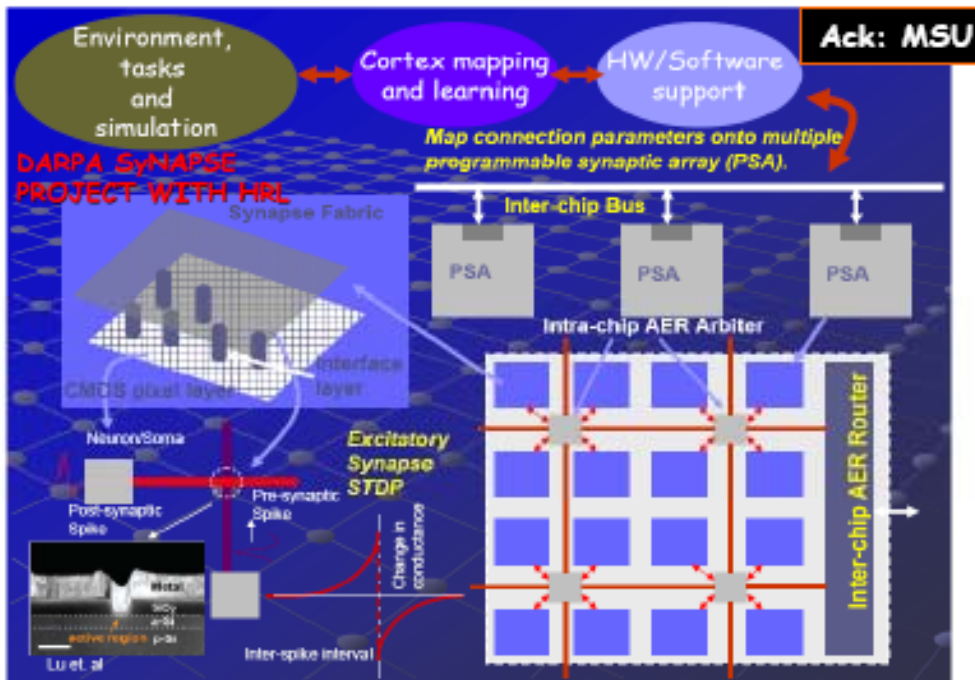 Environment,
tasks
and
simulation
Cortex mapping
and learning
HW/Software
support
Ack: MSU
Map connection parameters onto multiple
programmable synaptic array (PSA).
DARPA SyNAPSE
PROJECT WITH HRL
Synapse Fabric
Inter-chip Bus
PSA
PSA
PSA
Intra-chip AER Arbiter
Interface
layer
CMOS pixel layer
Neuron/Soma
Excitatory
Synapse
STDP
Post-synaptic
Spike
Pre-synaptic
Spike
Change in
conductance
Inter-chip AER Router
Metal
SiO₂
a-Si
p-Si
active region
Inter-spike interval
Lu et. al